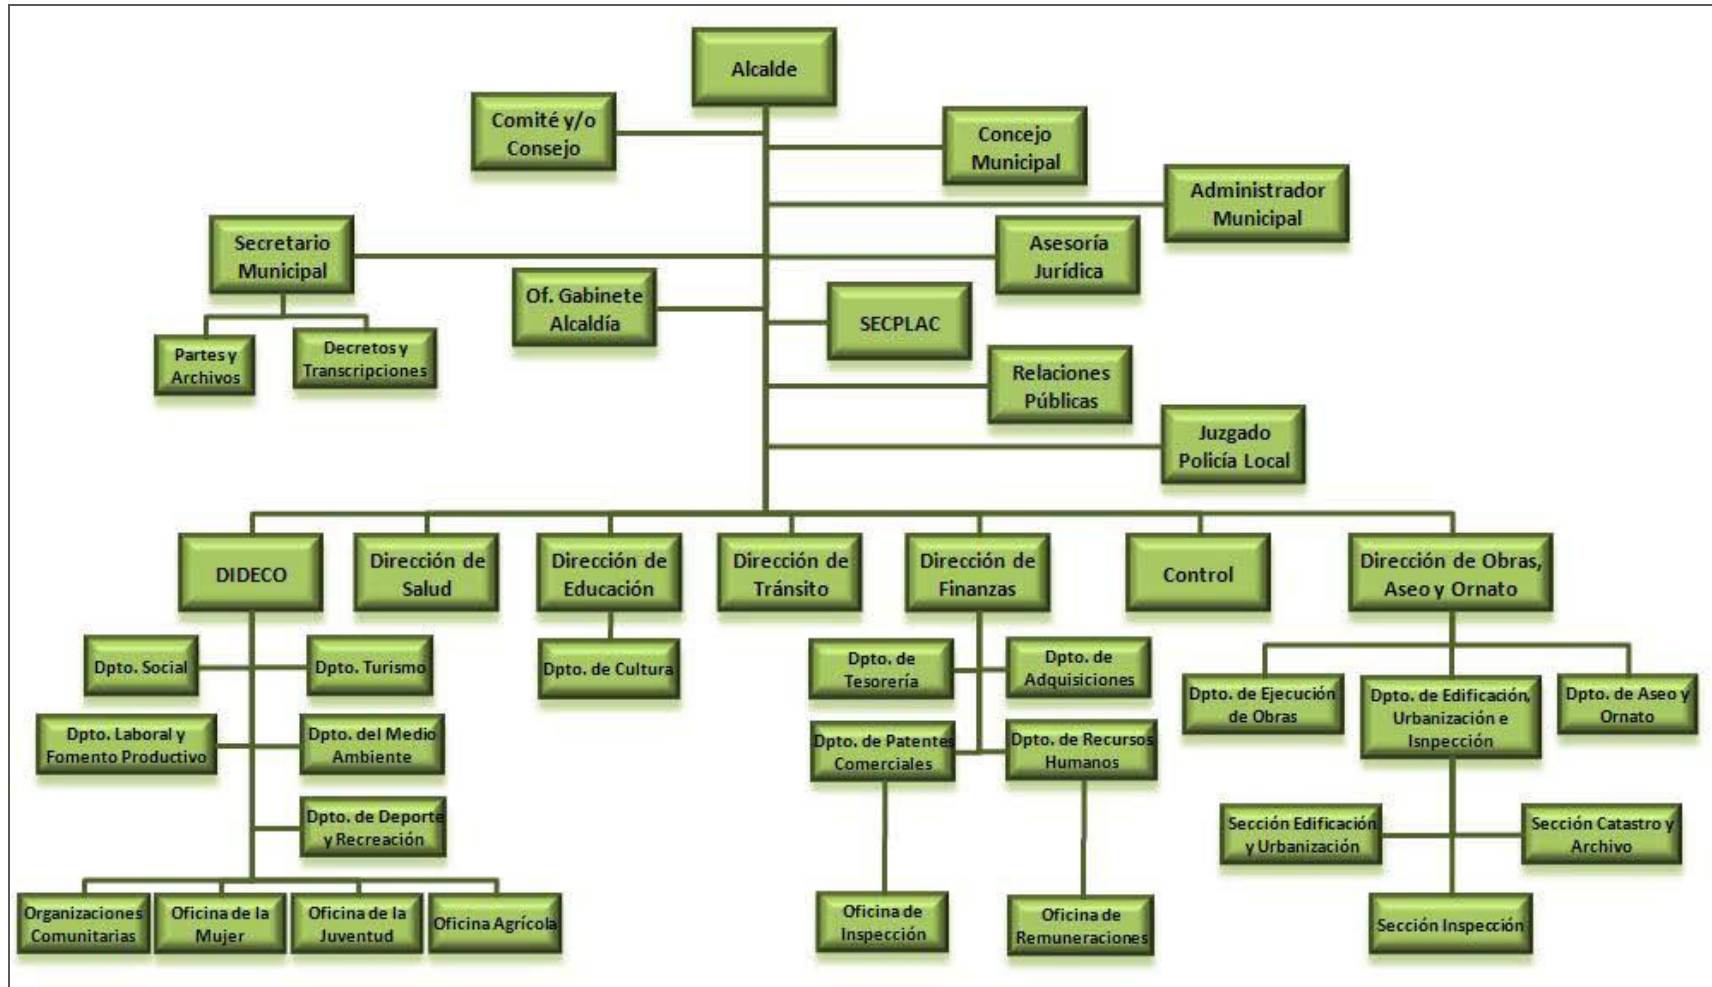 Alcalde
Comité y/o
Consejo
Concejo
Municipal
Administrador
Municipal
Secretario
Municipal
Asesoría
Jurídica
Of. Gabinete
Alcaldía
SECPLAC
Partes y
Archivos
Decretos y
Transcripciones
Relaciones
Públicas
Juzgado
Policía Local
DIDECO
Dirección de
Salud
Dirección de
Educación
Dirección de
Tránsito
Dirección de
Finanzas
Control
Dirección de Obras,
Aseo y Ornato
Dpto. Social
Dpto. Turismo
Dpto. de Cultura
Dpto. de
Tesorería
Dpto. de
Adquisiciones
Dpto. de Ejecución
de Obras
Dpto. de Edificación,
Urbanización e
Isnpección
Dpto. de Aseo y
Ornato
Dpto. Laboral y
Fomento Productivo
Dpto. del Medio
Ambiente
Dpto. de Patentes
Comerciales
Dpto. de Recursos
Humanos
Dpto. de Deporte
y Recreación
Sección Edificación
y Urbanización
Sección Catastro y
Archivo
Organizaciones
Comunitarias
Oficina de la
Mujer
Oficina de la
Juventud
Oficina Agrícola
Oficina de
Inspección
Oficina de
Remuneraciones
Sección Inspección